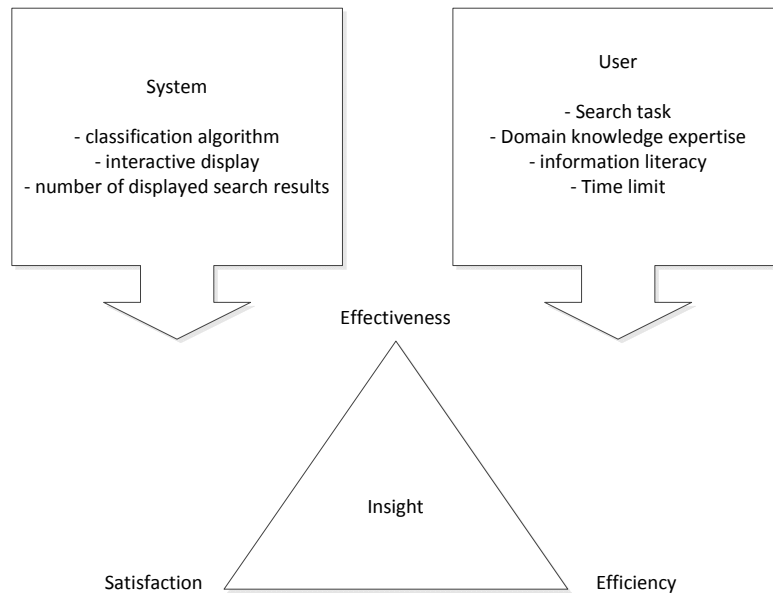 System
- classification algorithm
- interactive display
- number of displayed search results
User
- Search task
- Domain knowledge expertise
- information literacy
- Time limit
Effectiveness
Insight
Satisfaction
Efficiency